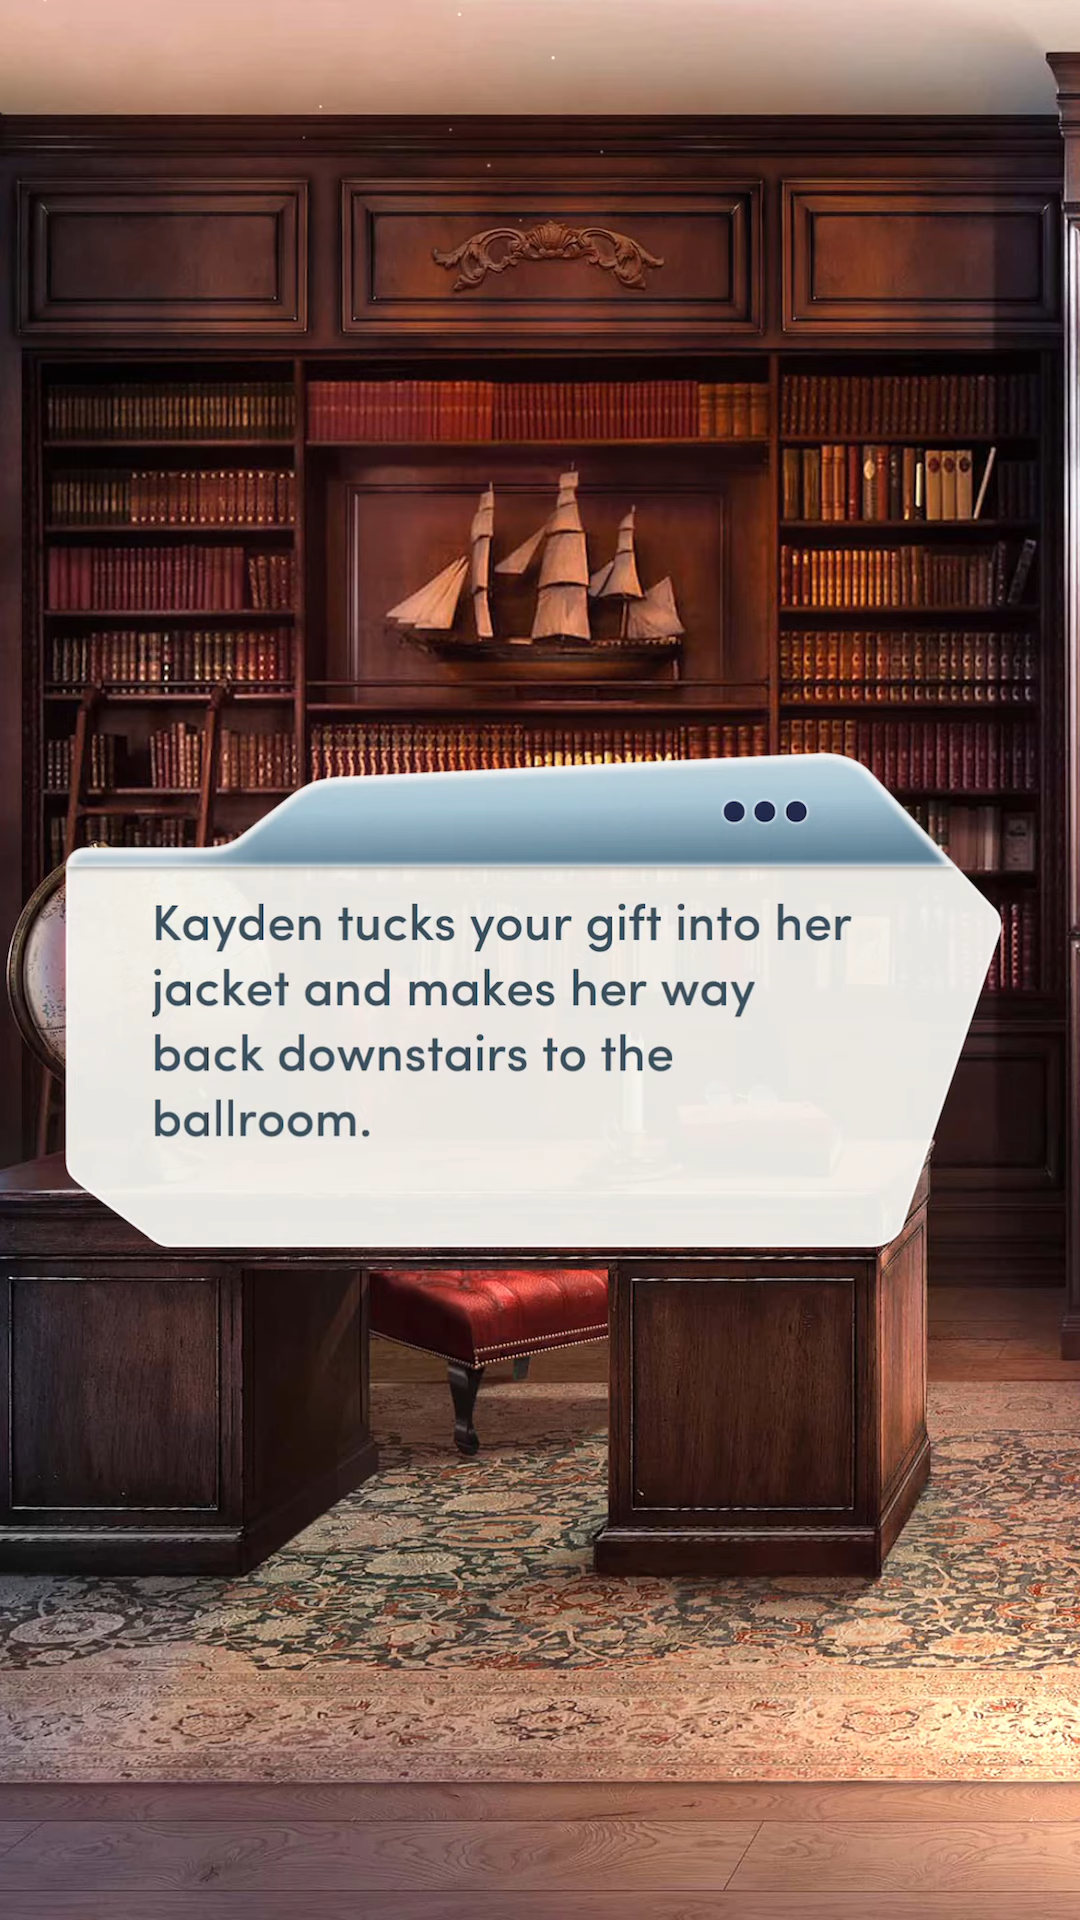 Kayden tucks your gift into her
jacket and makes her way
back downstairs to the
ballroom.